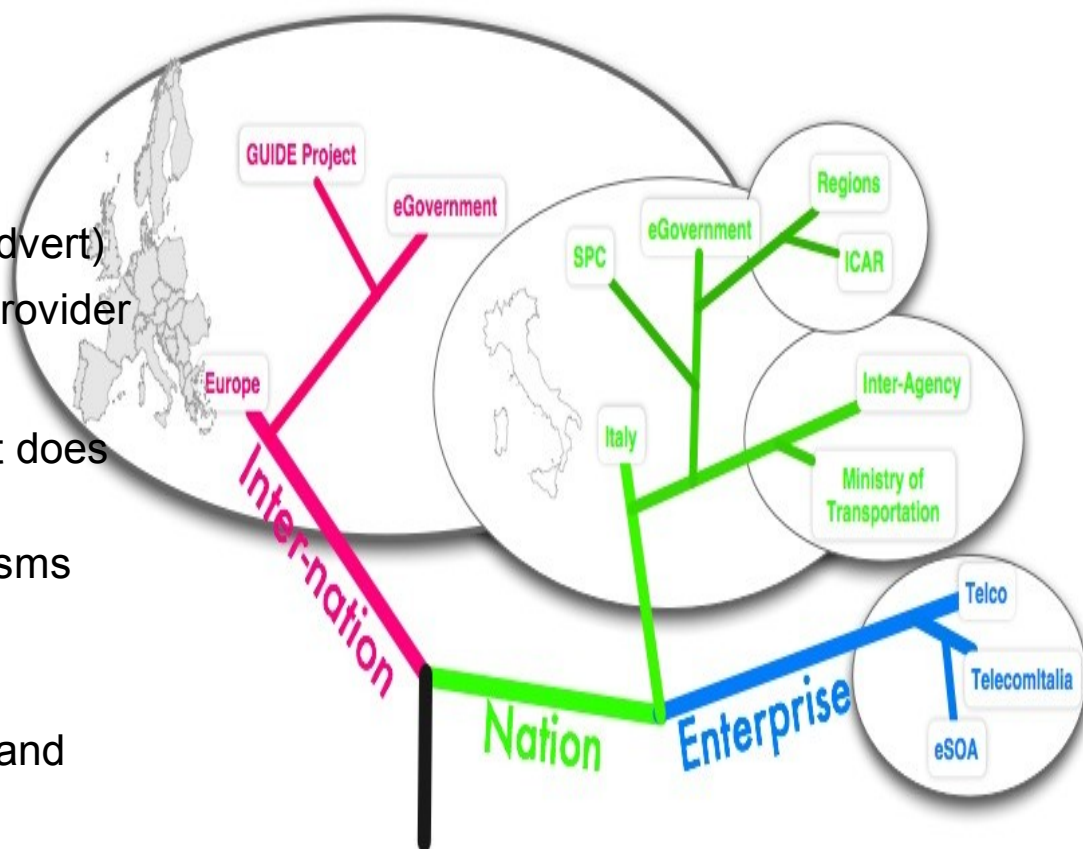 dvert)
rovider
t does
sms
and
GUIDE Project
eGovernment
Europe
Inter-nation
SPC
eGovernment
Regions
ICAR
Italy
Inter-Agency
Ministry of
Transportation
Nation
Enterprise
Telco
TelecomItalia
eSOA